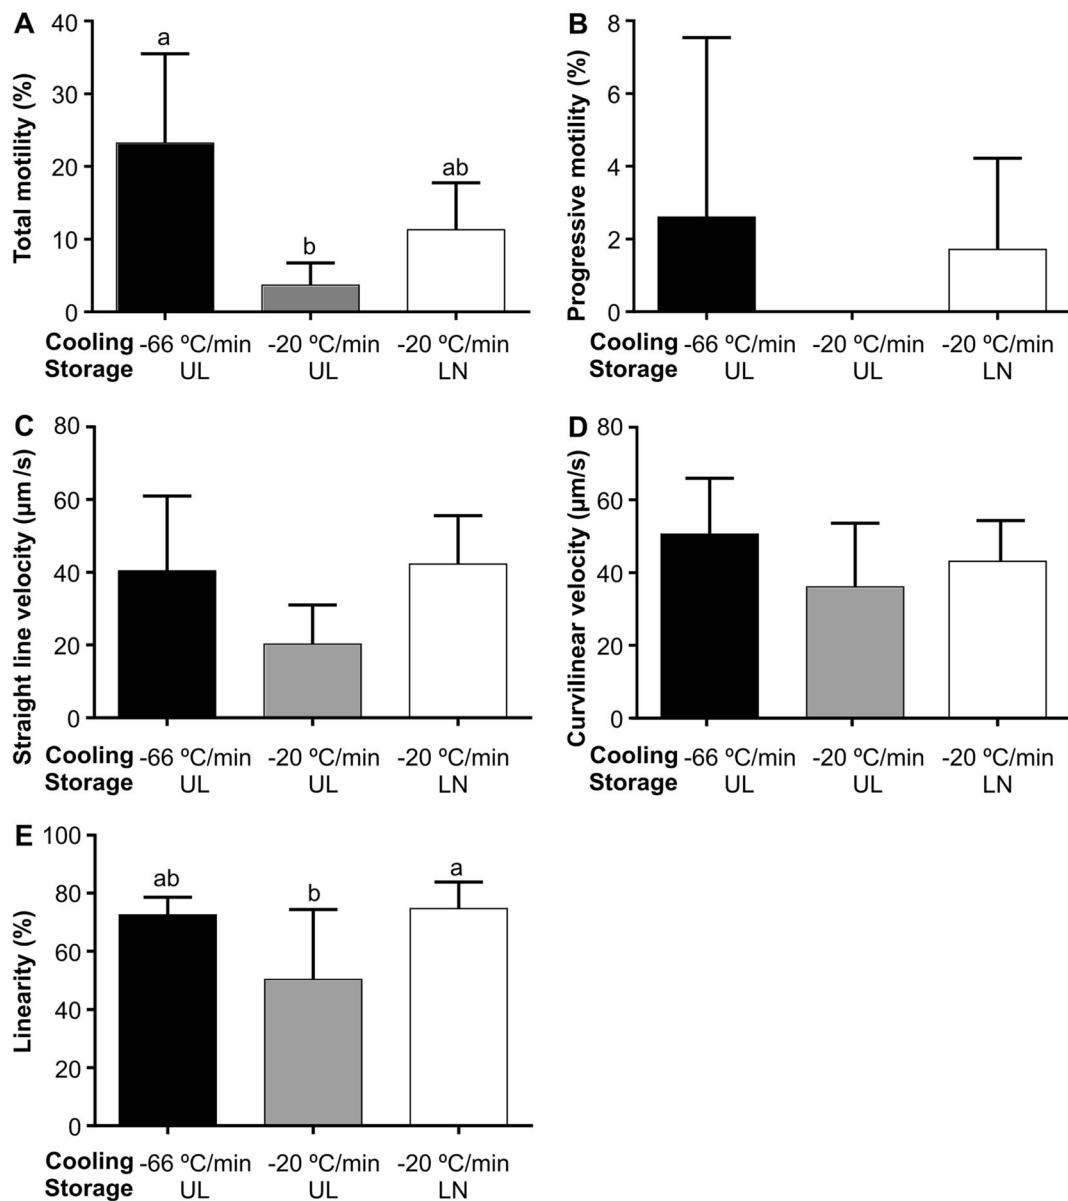 A
Total motility (%)
40
30
20
10
0
a
b
ab
Cooling -66 ºC/min -20 ºC/min -20 ºC/min
Storage UL UL LN
B
Progressive motility (%)
8
6
4
2
0
Cooling -66 ºC/min -20 ºC/min -20 ºC/min
Storage UL UL LN
C
Straight line velocity (µm /s)
80
60
40
20
0
Cooling -66 ºC/min -20 ºC/min -20 ºC/min
Storage UL UL LN
D
Curvilinear velocity (µm/s)
80
60
40
20
0
Cooling -66 ºC/min -20 ºC/min -20 ºC/min
Storage UL UL LN
E
Linearity (%)
100
80
60
40
20
0
ab
b
a
Cooling -66 ºC/min -20 ºC/min -20 ºC/min
Storage UL UL LN